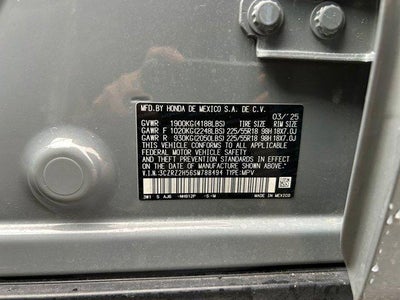 MFD.BY HONDA DE MEXICO S.A. DE C.V.
03/'25
GVWR 1900KG(4188LBS) TIRE SIZE RIM SIZE
GAWR F 1020KG(2248LBS) 225/55R18 98H 18X7.0J
GAWR R 930KG(2050LBS) 225/55R18 98H 18X7.0J
THIS VEHICLE CONFORMS TO ALL APPLICABLE
FEDERAL MOTOR VEHICLE SAFETY AND THEFT
PREVENTION STANDARDS IN EFFECT ON THE DATE OF
MANUFACTURE SHOWN ABOVE.
V.I.N.:3CZRZ2H56SM788494 TYPE:MPV
3W1 S AJ6 -NH912P -S -M